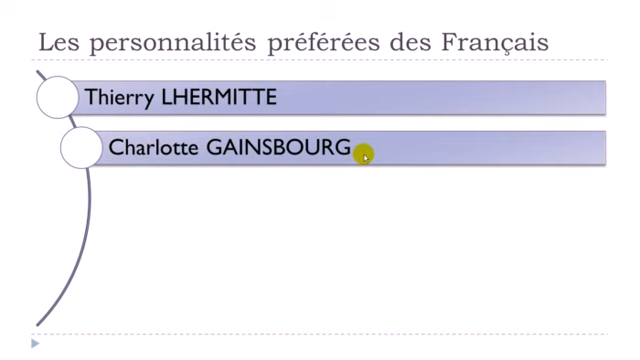 Les personnalités préférées des Français
Thierry LHERMITTE
Charlotte GAINSBOURG